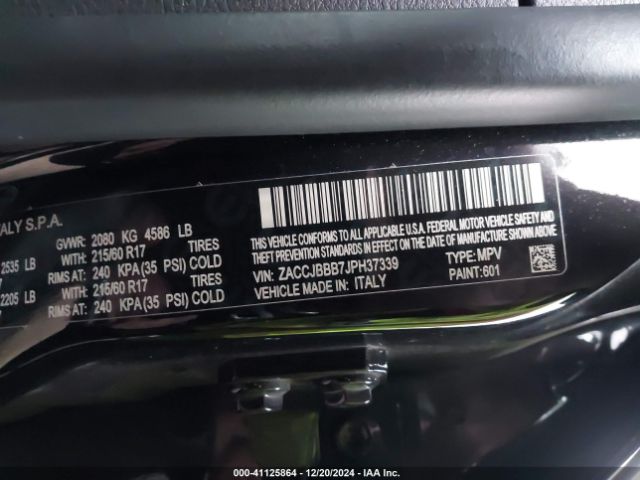 ITALY S.P.A.
GVWR: 2080 KG 4586 LB
2535 LB WITH: 215/60 R17 TIRES
RIMS AT: 240 KPA(35 PSI) COLD
2205 LB WITH: 215/60 R17 TIRES
RIMS AT: 240 KPA(35 PSI) COLD
THIS VEHICLE CONFORMS TO ALL APPLICABLE U.S.A. FEDERAL MOTOR VEHICLE SAFETY AND
THEFT PREVENTION STANDARDS IN EFFECT ON THE DATE OF MANUFACTURE SHOWN ABOVE.
VIN: ZACCJBBB7JPH37339 TYPE: MPV
VEHICLE MADE IN: ITALY PAINT: 601
000-41125864 - 12/20/2024 - IAA Inc.